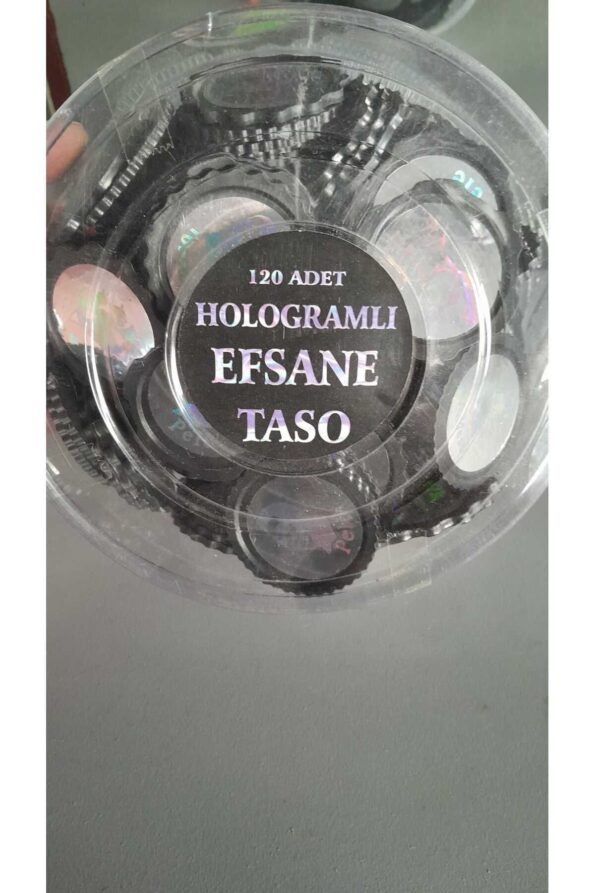 120 ADET
HOLOGRAMLI
EFSANE
TASO